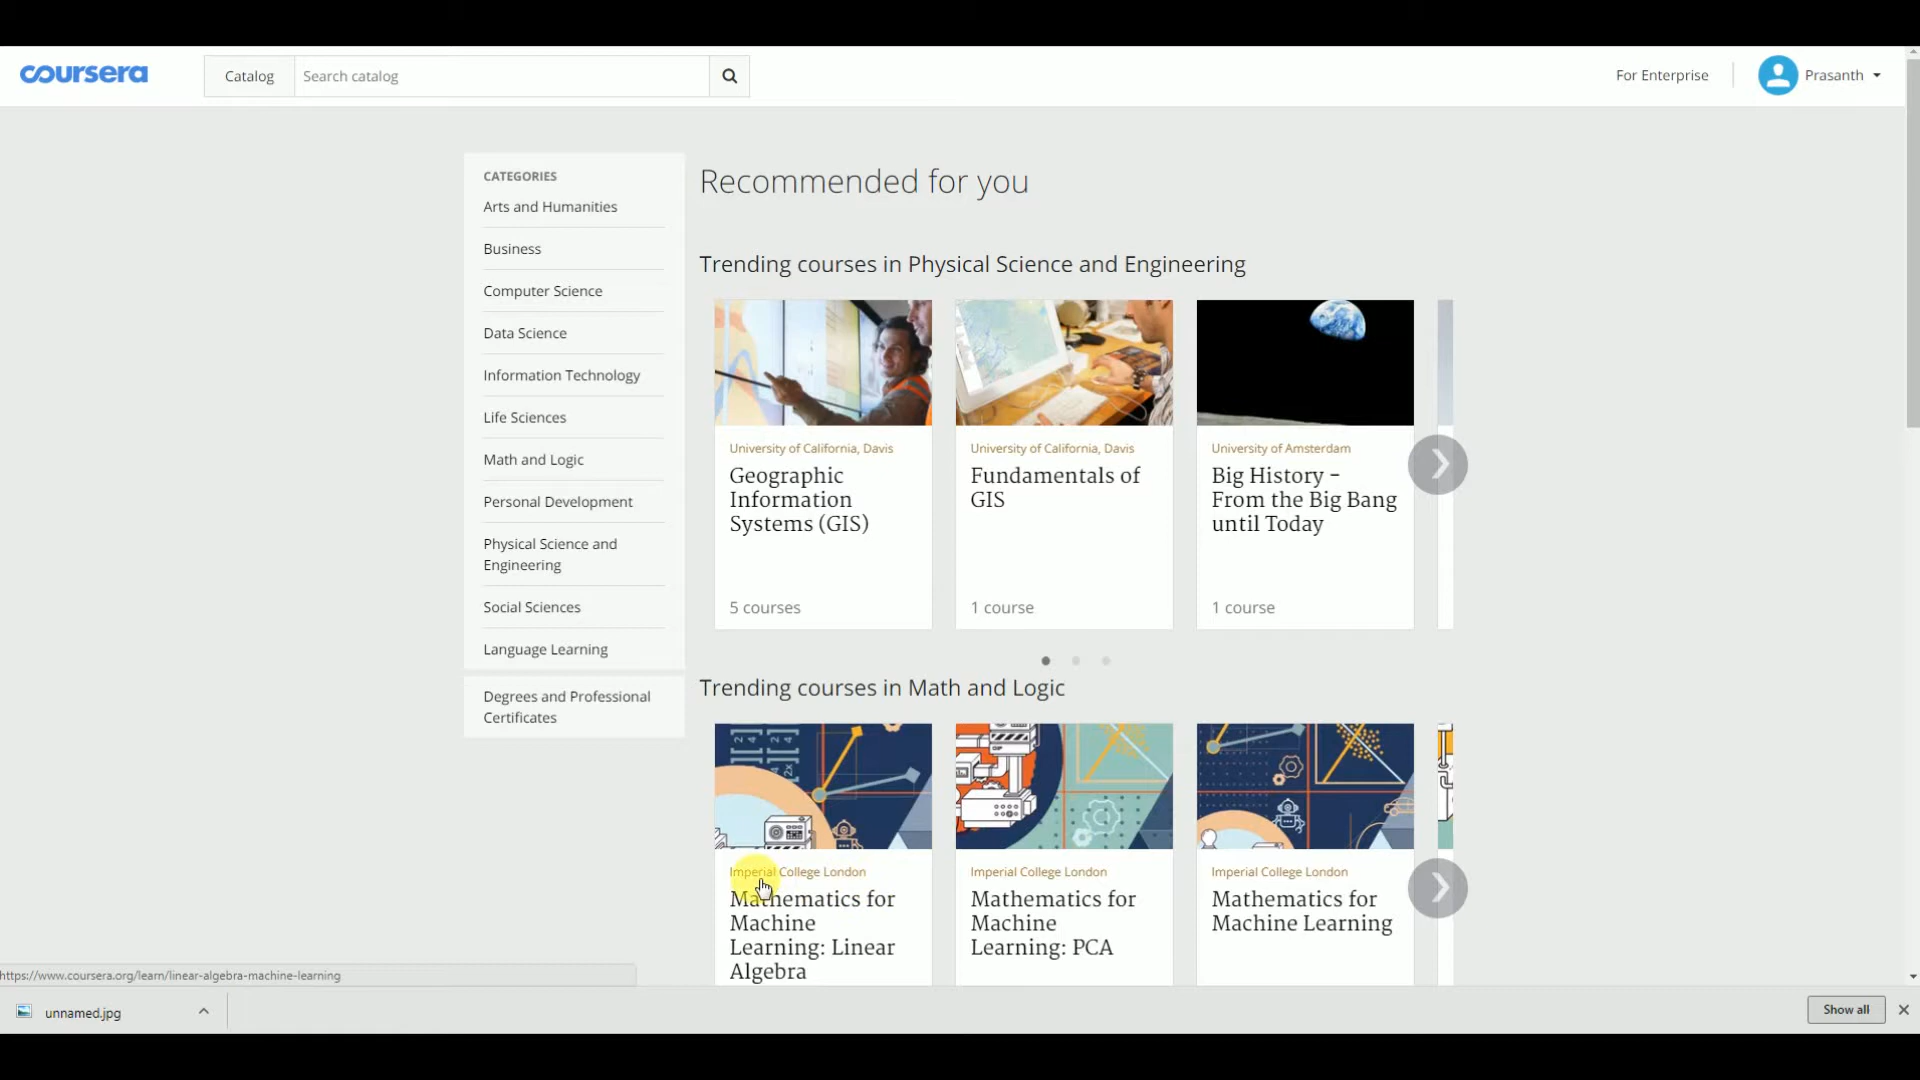 coursera
Catalog
Search catalog
For Enterprise
Prasanth
CATEGORIES
Arts and Humanities
Business
Computer Science
Data Science
Information Technology
Life Sciences
Math and Logic
Personal Development
Physical Science and
Engineering
Social Sciences
Language Learning
Degrees and Professional
Certificates
Recommended for you
Trending courses in Physical Science and Engineering
University of California, Davis
Geographic
Information
Systems (GIS)
5 courses
University of California, Davis
Fundamentals of
GIS
1 course
University of Amsterdam
Big History -
From the Big Bang
until Today
1 course
Trending courses in Math and Logic
Imperial College London
Mathematics for
Machine
Learning: Linear
Algebra
Imperial College London
Mathematics for
Machine
Learning: PCA
Imperial College London
Mathematics for
Machine Learning
https://www.coursera.org/learn/linear-algebra-machine-learning
unnamed.jpg
Show all